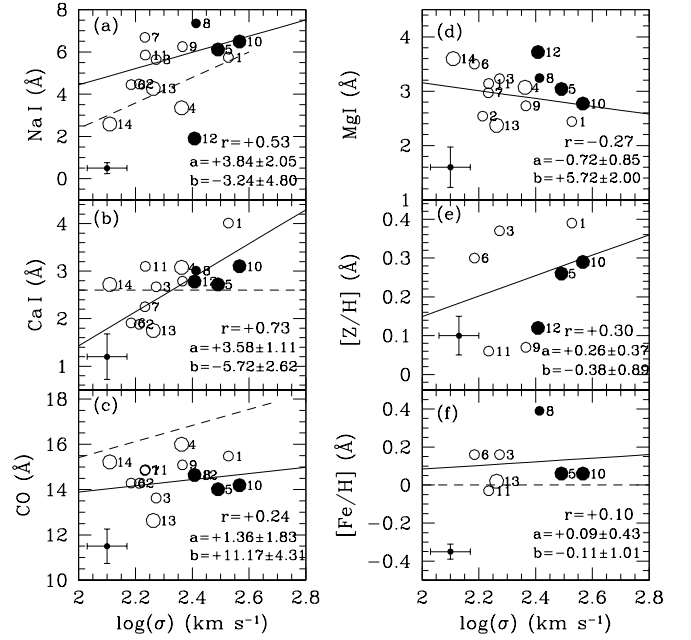 (a)
Na I (Å)
8
6
4
2
0
7
8
11
3
9
5
1
10
6
2
13
4
14
12
r=+0.53
a=+3.84±2.05
b=−3.24±4.80
(b)
Ca I (Å)
4
3
2
1
1
11
4
8
10
14
3
12
5
7
6
2
13
r=+0.73
a=+3.58±1.11
b=−5.72±2.62
(c)
CO (Å)
18
16
14
12
10
14
11
4
9
1
6
2
8
12
3
5
10
13
r=+0.24
a=+1.36±1.83
b=+11.17±4.31
2 2.2 2.4 2.6 2.8
log(σ) (km s⁻¹)
(d)
MgI (Å)
4
3
2
1
14
6
12
3
8
11
7
4
5
9
10
2
13
1
r=−0.27
a=−0.72±0.85
b=+5.72±2.00
(e)
[Z/H] (Å)
0.4
0.3
0.2
0.1
0
3
1
6
5
10
12
11
9
r=+0.30
a=+0.26±0.37
b=−0.38±0.89
(f)
[Fe/H] (Å)
0.4
0.2
0
−0.2
−0.4
8
6
3
13
11
5
10
r=+0.10
a=+0.09±0.43
b=−0.11±1.01
2 2.2 2.4 2.6 2.8
log(σ) (km s⁻¹)